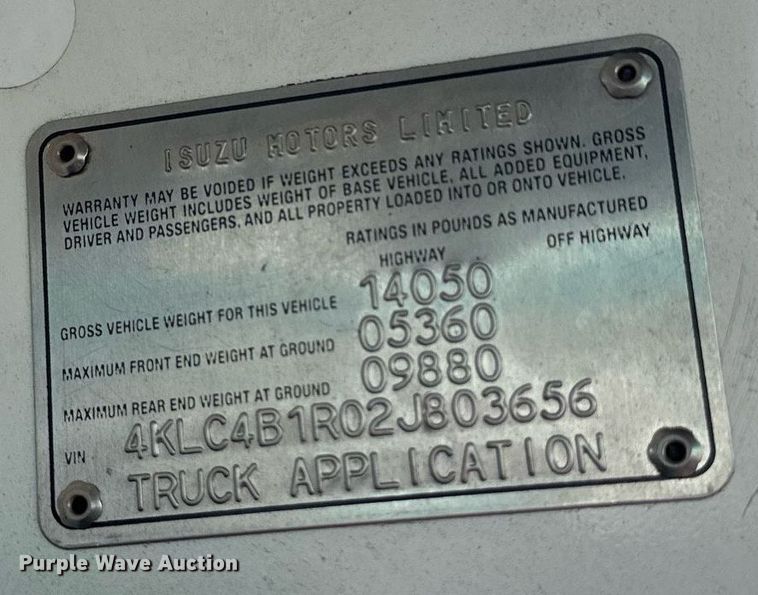 ISUZU MOTORS LIMITED
WARRANTY MAY BE VOIDED IF WEIGHT EXCEEDS ANY RATINGS SHOWN. GROSS
VEHICLE WEIGHT INCLUDES WEIGHT OF BASE VEHICLE, ALL ADDED EQUIPMENT,
DRIVER AND PASSENGERS, AND ALL PROPERTY LOADED INTO OR ONTO VEHICLE.
RATINGS IN POUNDS AS MANUFACTURED
HIGHWAY OFF HIGHWAY
GROSS VEHICLE WEIGHT FOR THIS VEHICLE 14050
MAXIMUM FRONT END WEIGHT AT GROUND 05360
MAXIMUM REAR END WEIGHT AT GROUND 09880
VIN 4KLC4B1R02J803656
TRUCK APPLICATION
Purple Wave Auction